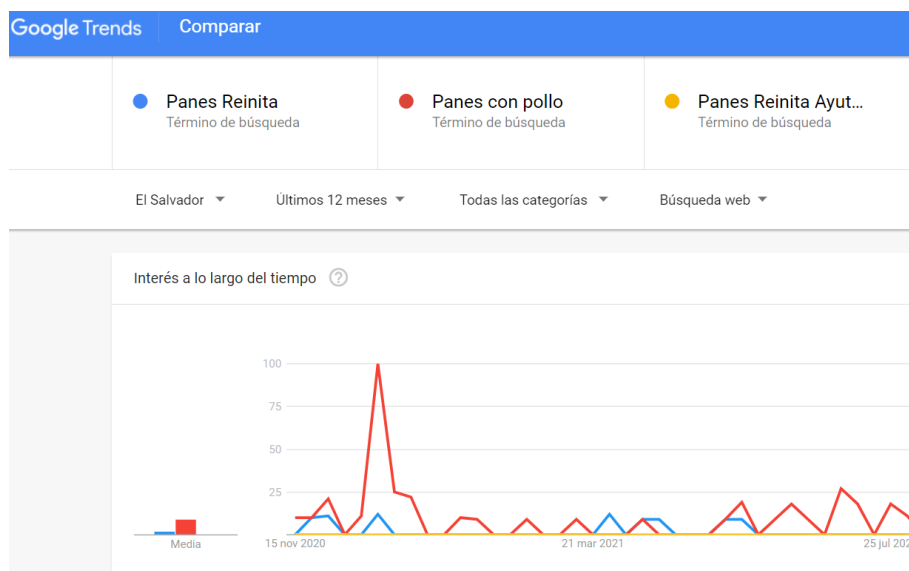 Google Trends Comparar
Panes Reinita Panes con pollo Panes Reinita Ayut...
Término de búsqueda Término de búsqueda Término de búsqueda
El Salvador Últimos 12 meses Todas las categorías Búsqueda web
Interés a lo largo del tiempo ?
100
75
50
25
Media 15 nov 2020 21 mar 2021 25 jul 202